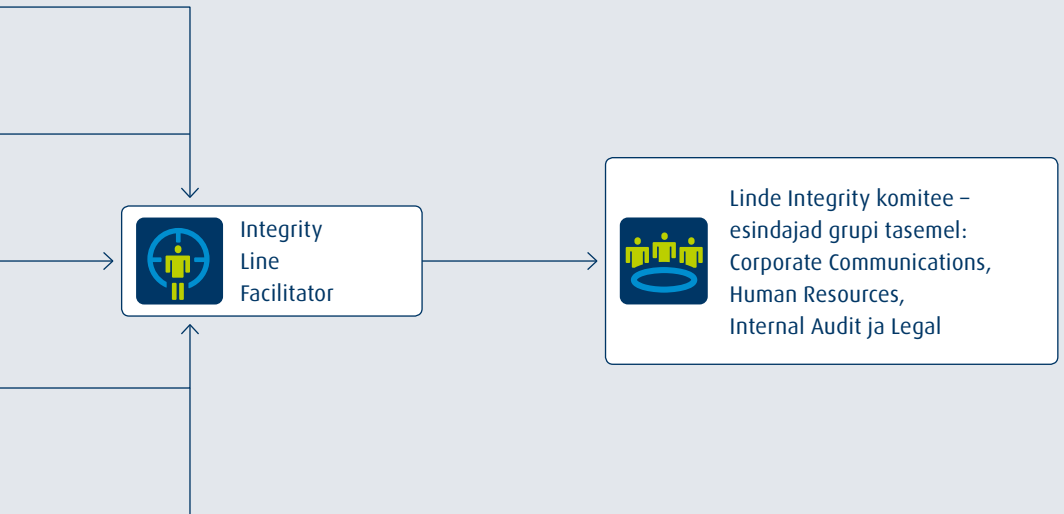 Integrity
Line
Facilitator
Linde Integrity komitee –
esindajad grupi tasemel:
Corporate Communications,
Human Resources,
Internal Audit ja Legal